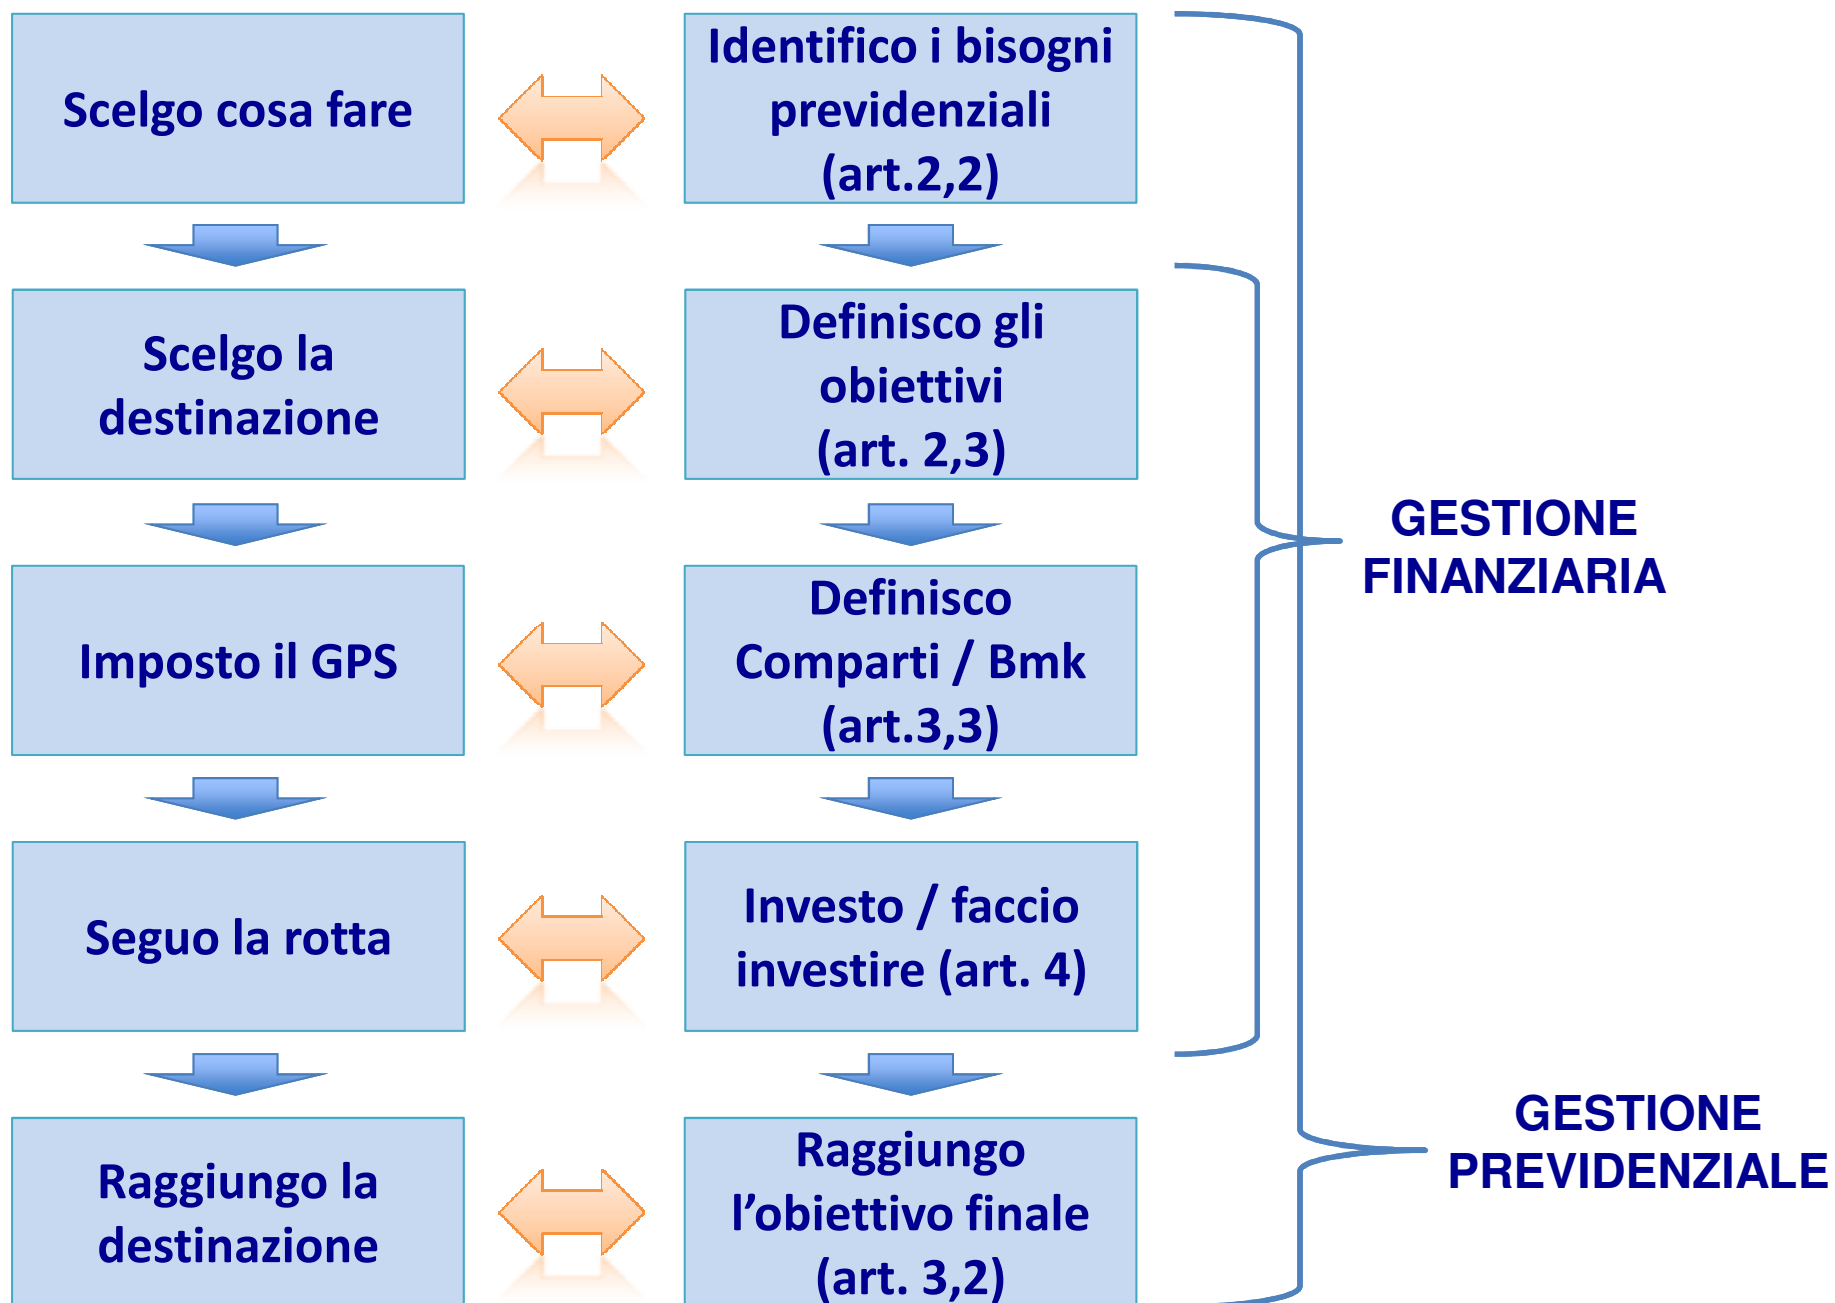 Scelgo cosa fare
Identifico i bisogni
previdenziali
(art.2,2)
Scelgo la
destinazione
Definisco gli
obiettivi
(art. 2,3)
Imposto il GPS
Definisco
Comparti / Bmk
(art.3,3)
Seguo la rotta
Investo / faccio
investire (art. 4)
Raggiungo la
destinazione
Raggiungo
l’obiettivo finale
(art. 3,2)
GESTIONE
FINANZIARIA
GESTIONE
PREVIDENZIALE